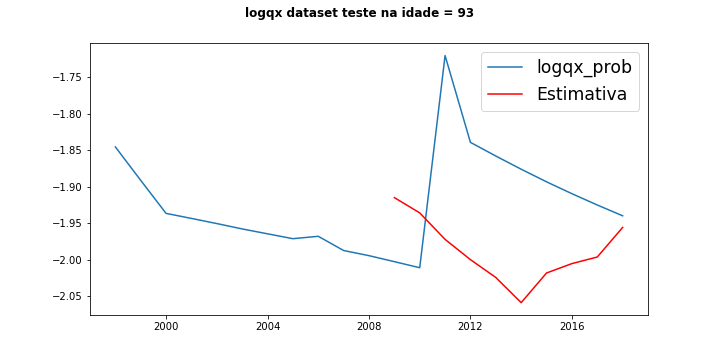 logqx dataset teste na idade = 93
logqx_prob
Estimativa
−1.75
−1.80
−1.85
−1.90
−1.95
−2.00
−2.05
2000 2004 2008 2012 2016